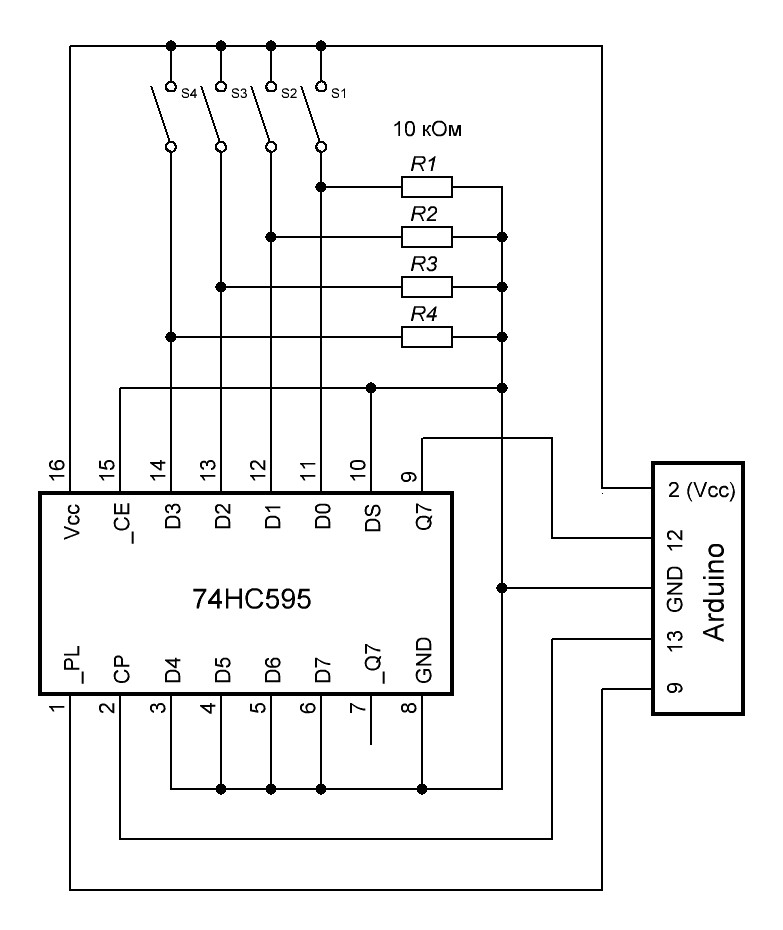 S4 S3 S2 S1
10 кОм
R1
R2
R3
R4
16 15 14 13 12 11 10 9
Vcc _CE D3 D2 D1 D0 DS Q7
74HC595
_PL CP D4 D5 D6 D7 _Q7 GND
1 2 3 4 5 6 7 8
2 (Vcc)
12
GND
13
9
Arduino